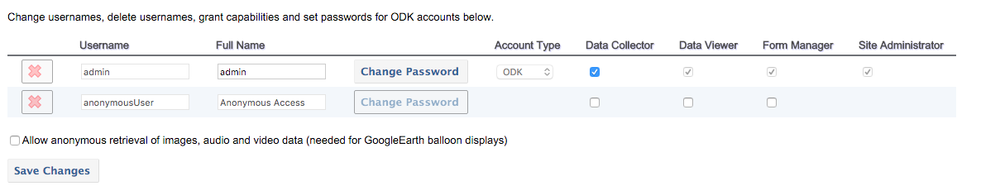 Change usernames, delete usernames, grant capabilities and set passwords for ODK accounts below.
Username Full Name Account Type Data Collector Data Viewer Form Manager Site Administrator
admin admin Change Password ODK
anonymousUser Anonymous Access Change Password
Allow anonymous retrieval of images, audio and video data (needed for GoogleEarth balloon displays)
Save Changes